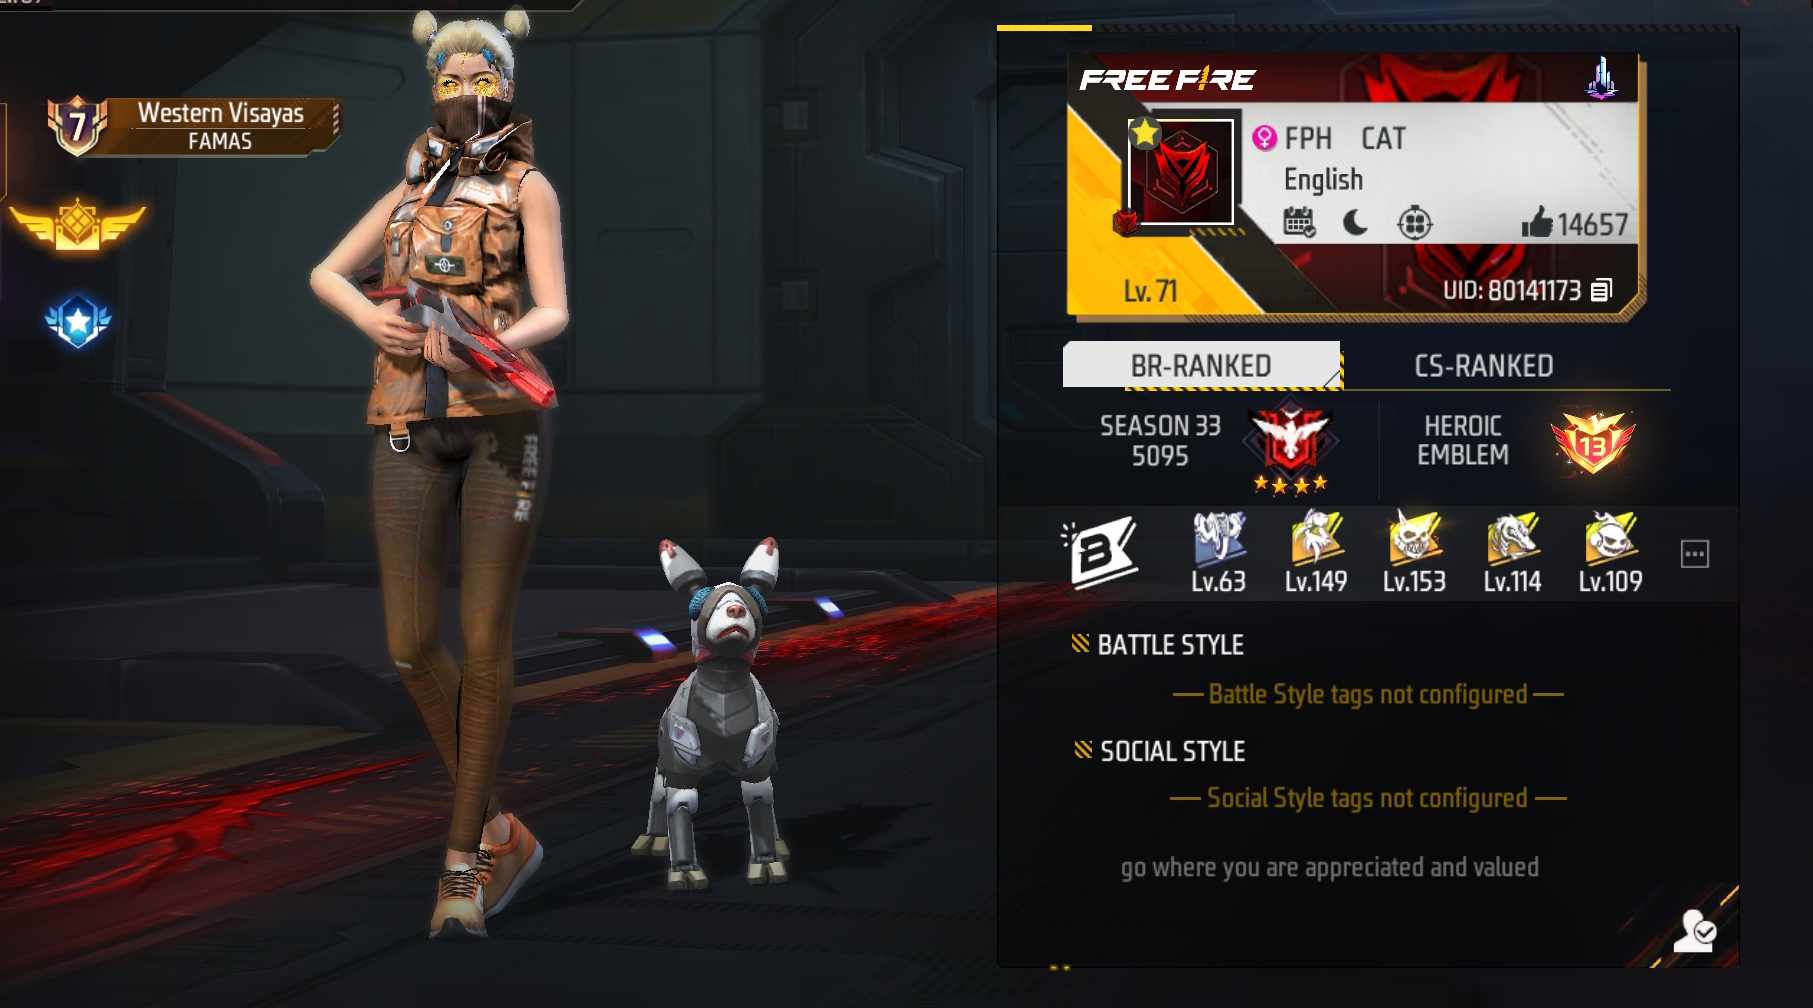 7
Western Visayas
FAMAS
FREE FIRE
FREE FIRE
FPH CAT
English
14657
Lv. 71
UID: 80141173
BR-RANKED
CS-RANKED
SEASON 33
5095
HEROIC
EMBLEM
13
B
Lv.63
Lv.149
Lv.153
Lv.114
Lv.109
BATTLE STYLE
Battle Style tags not configured
SOCIAL STYLE
Social Style tags not configured
go where you are appreciated and valued